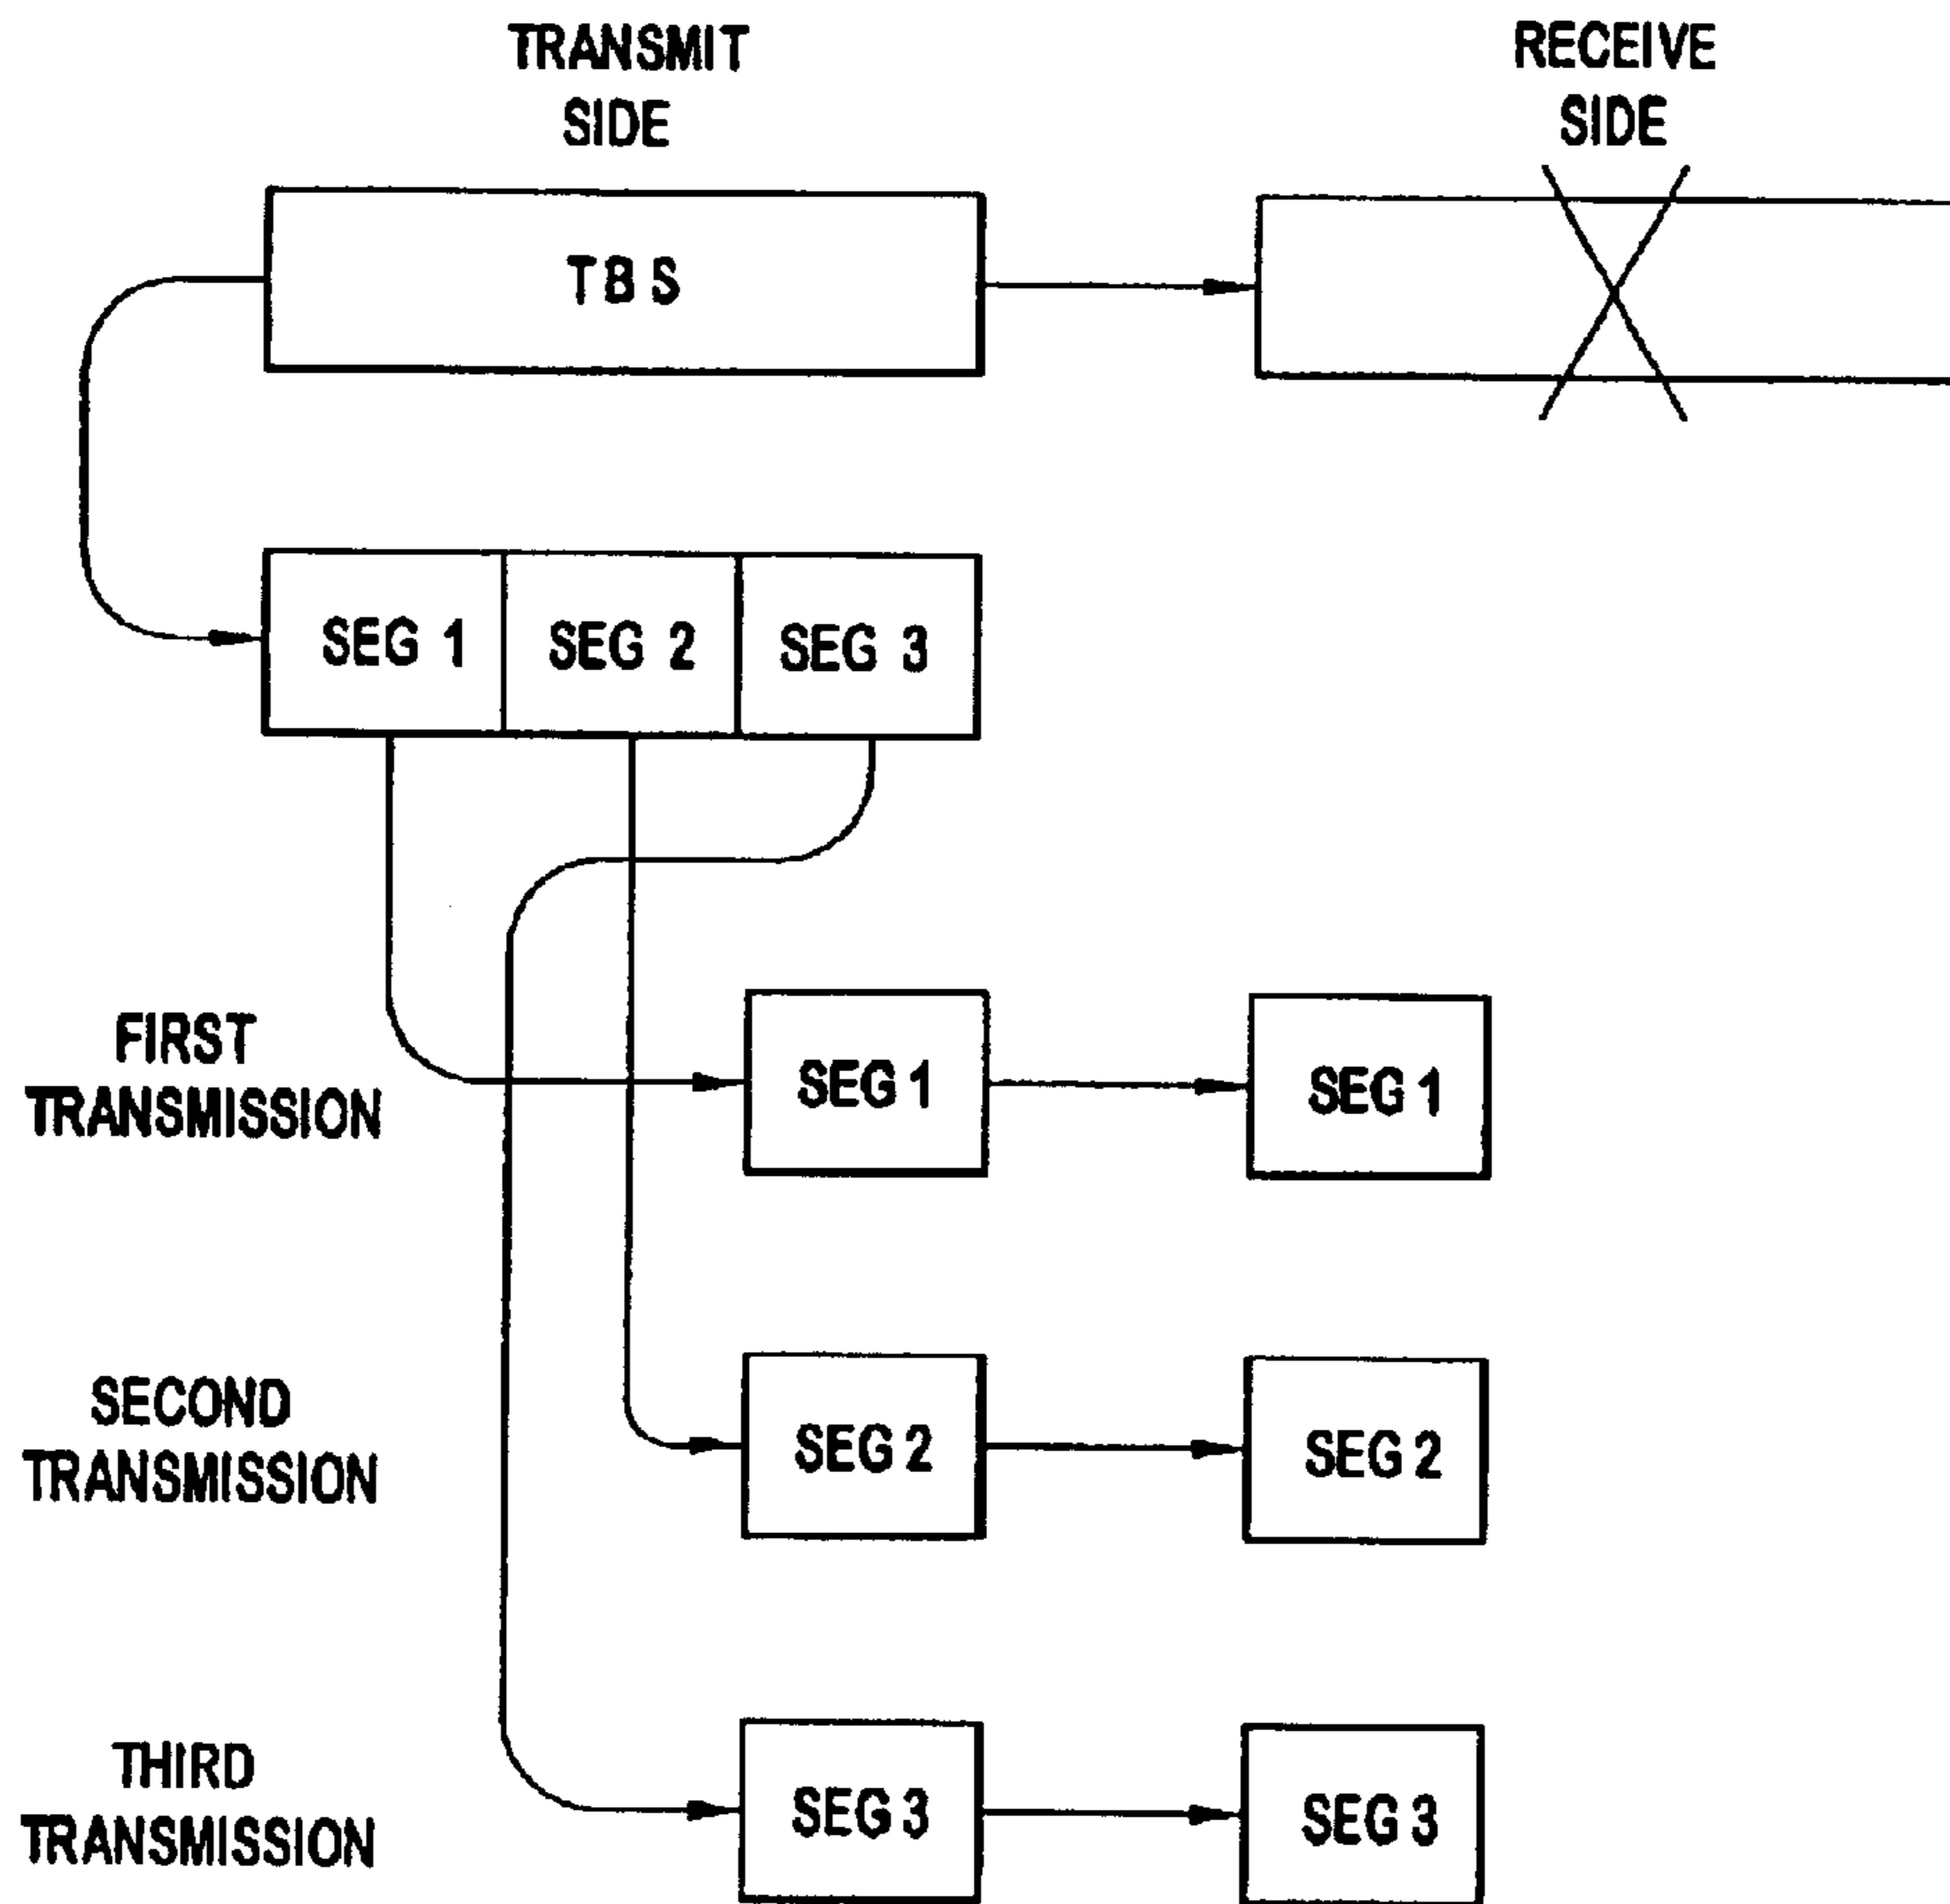 TRANSMIT
SIDE
RECEIVE
SIDE
TBS
SEG 1
SEG 2
SEG 3
FIRST
TRANSMISSION
SEG 1
SEG 1
SECOND
TRANSMISSION
SEG 2
SEG 2
THIRD
TRANSMISSION
SEG 3
SEG 3